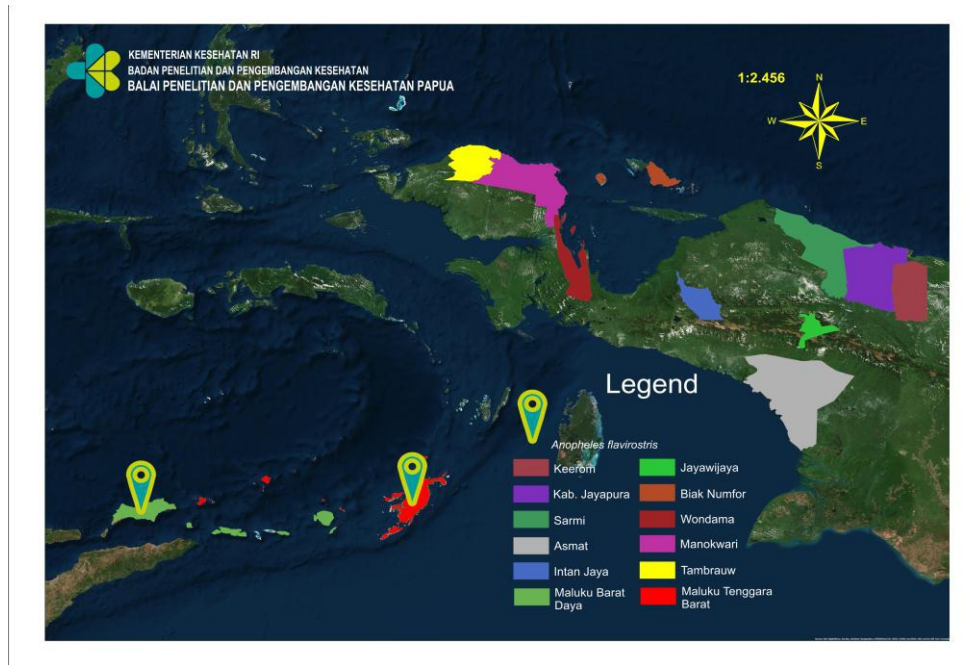 KEMENTERIAN KESEHATAN RI
BADAN PENELITIAN DAN PENGEMBANGAN KESEHATAN
BALAI PENELITIAN DAN PENGEMBANGAN KESEHATAN PAPUA
1:2.456
N
W
E
S
Legend
Anopheles flavirostris
Keerom
Jayawijaya
Kab. Jayapura
Biak Numfor
Sarmi
Wondama
Asmat
Manokwari
Intan Jaya
Tambrauw
Maluku Barat
Daya
Maluku Tenggara
Barat